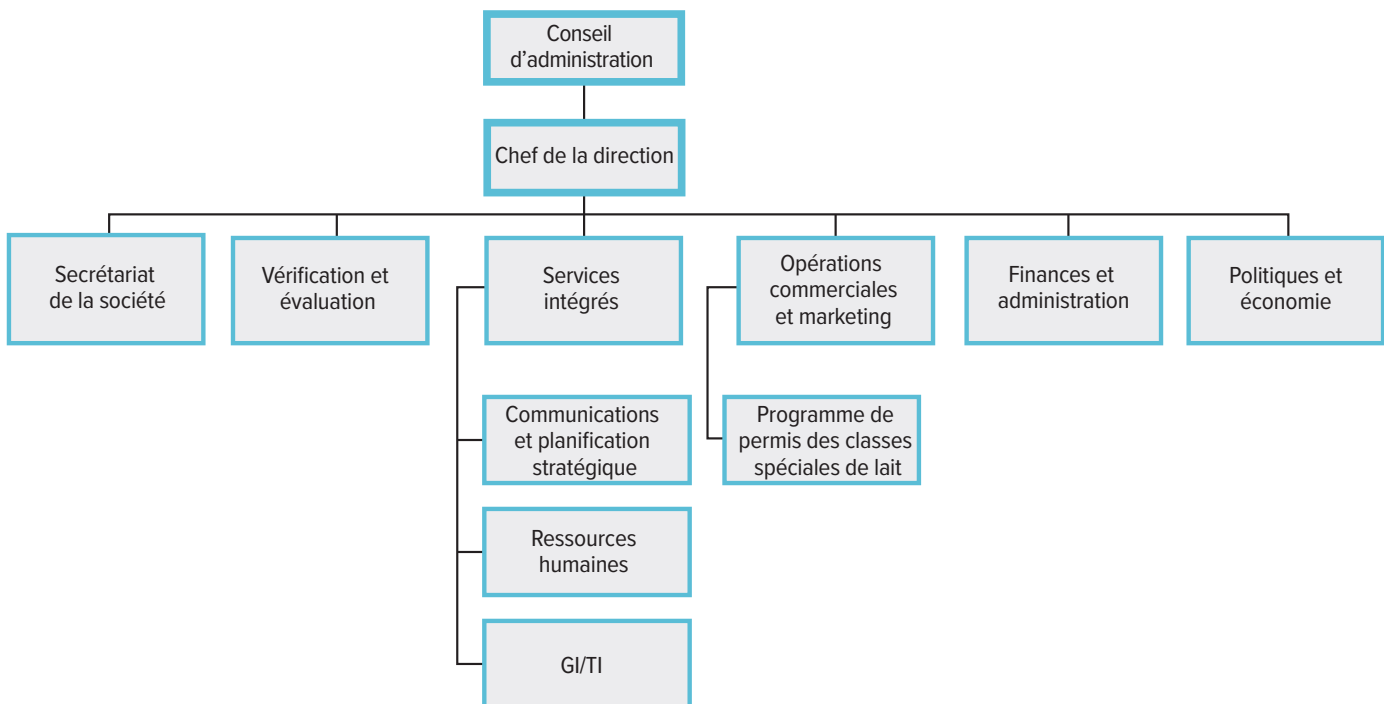 Conseil
d'administration
Chef de la direction
Secrétariat
de la société
Vérification et
évaluation
Services
intégrés
Opérations
commerciales
et marketing
Finances et
administration
Politiques et
économie
Communications
et planification
stratégique
Programme de
permis des classes
spéciales de lait
Ressources
humaines
GI/TI